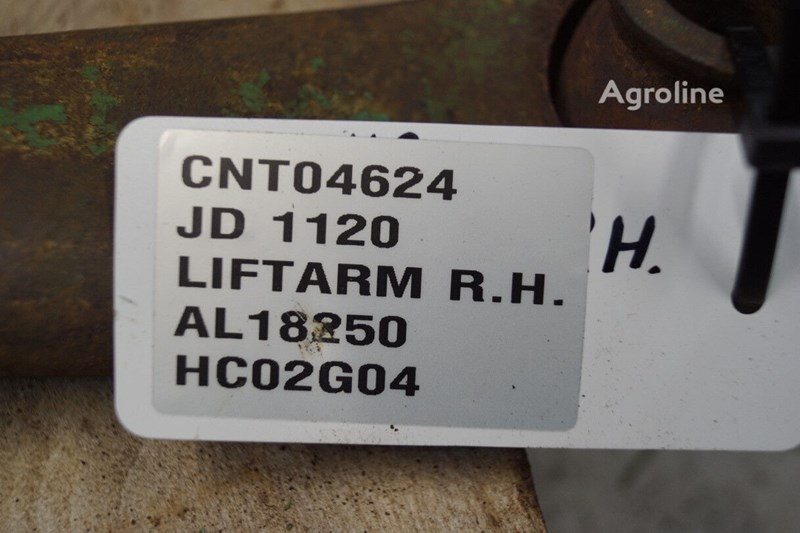 Agroline
CNT04624
JD 1120
LIFTARM R.H.
AL18250
HC02G04
H.